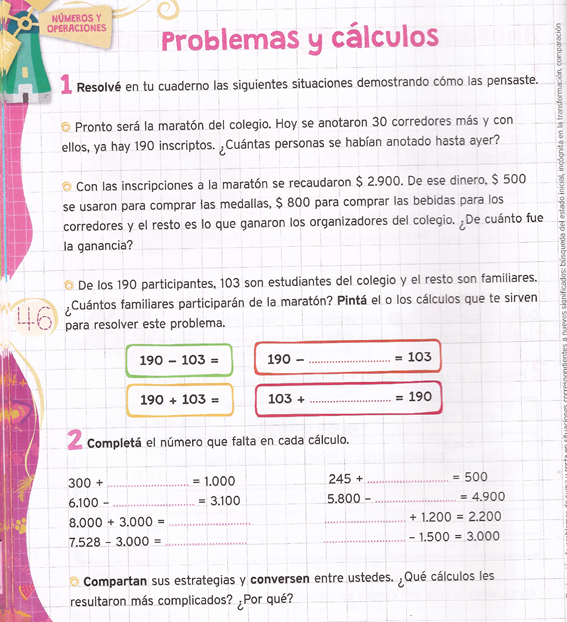 NÚMEROS Y
OPERACIONES
Problemas y cálculos
1 Resolvé en tu cuaderno las siguientes situaciones demostrando cómo las pensaste.
Pronto será la maratón del colegio. Hoy se anotaron 30 corredores más y con
ellos, ya hay 190 inscriptos. ¿Cuántas personas se habían anotado hasta ayer?
Con las inscripciones a la maratón se recaudaron $ 2.900. De ese dinero, $ 500
se usaron para comprar las medallas, $ 800 para comprar las bebidas para los
corredores y el resto es lo que ganaron los organizadores del colegio. ¿De cuánto fue
la ganancia?
De los 190 participantes, 103 son estudiantes del colegio y el resto son familiares.
¿Cuántos familiares participarán de la maratón? Pintá el o los cálculos que te sirven
para resolver este problema.
46
190 - 103 =
190 - ................ = 103
190 + 103 =
103 + ................ = 190
2 Completá el número que falta en cada cálculo.
300 + ................ = 1.000
245 + ................ = 500
6.100 - ................ = 3.100
5.800 - ................ = 4.900
8.000 + 3.000 = ................
................ + 1.200 = 2.200
7.528 - 3.000 = ................
................ - 1.500 = 3.000
Compartan sus estrategias y conversen entre ustedes. ¿Qué cálculos les
resultaron más complicados? ¿Por qué?
búsqueda del estado inicial, incógnita en la transformación, comparación